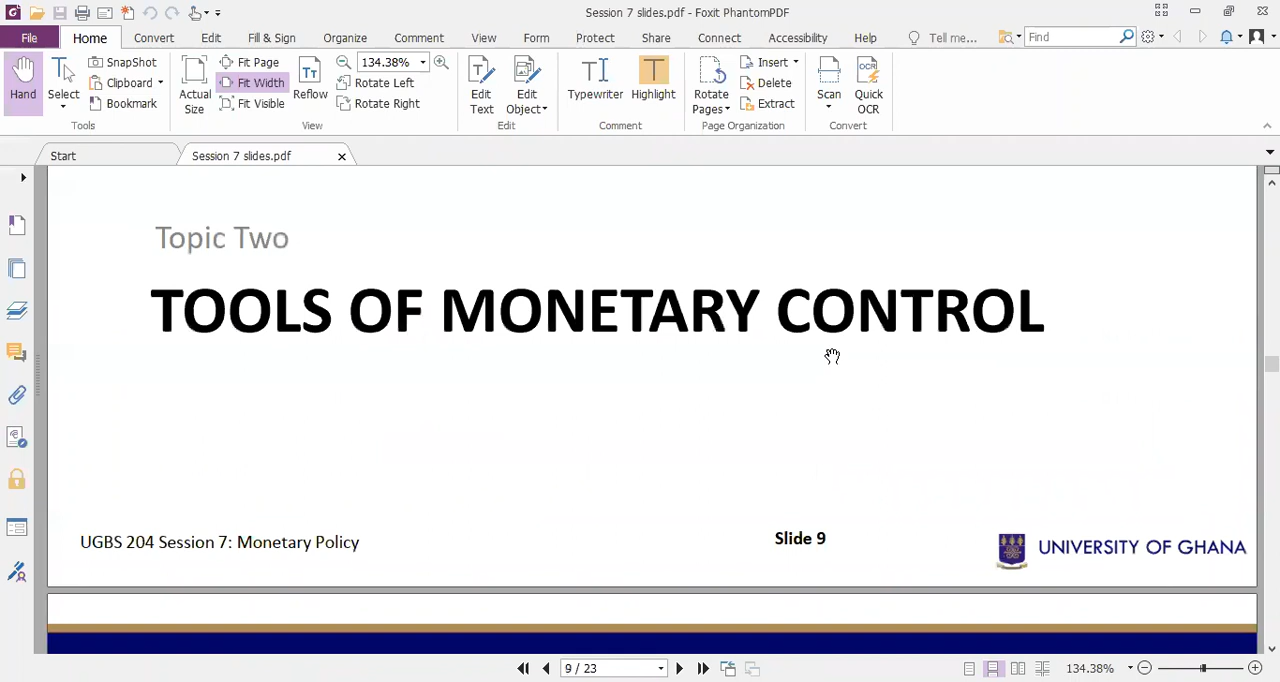 Session 7 slides.pdf - Foxit PhantomPDF
File Home Convert Edit Fill & Sign Organize Comment View Form Protect Share Connect Accessibility Help Tell me... Find
Hand Select SnapShot Clipboard Bookmark
Tools
Actual Size Fit Page Fit Width Fit Visible Reflow 134.38% Rotate Left Rotate Right
View
Edit Text Edit Object
Edit
Typewriter Highlight
Comment
Rotate Pages Insert Delete Extract
Page Organization
Scan Quick OCR
Convert
Start Session 7 slides.pdf
Topic Two
TOOLS OF MONETARY CONTROL
UGBS 204 Session 7: Monetary Policy
Slide 9
UNIVERSITY OF GHANA
9 / 23
134.38%